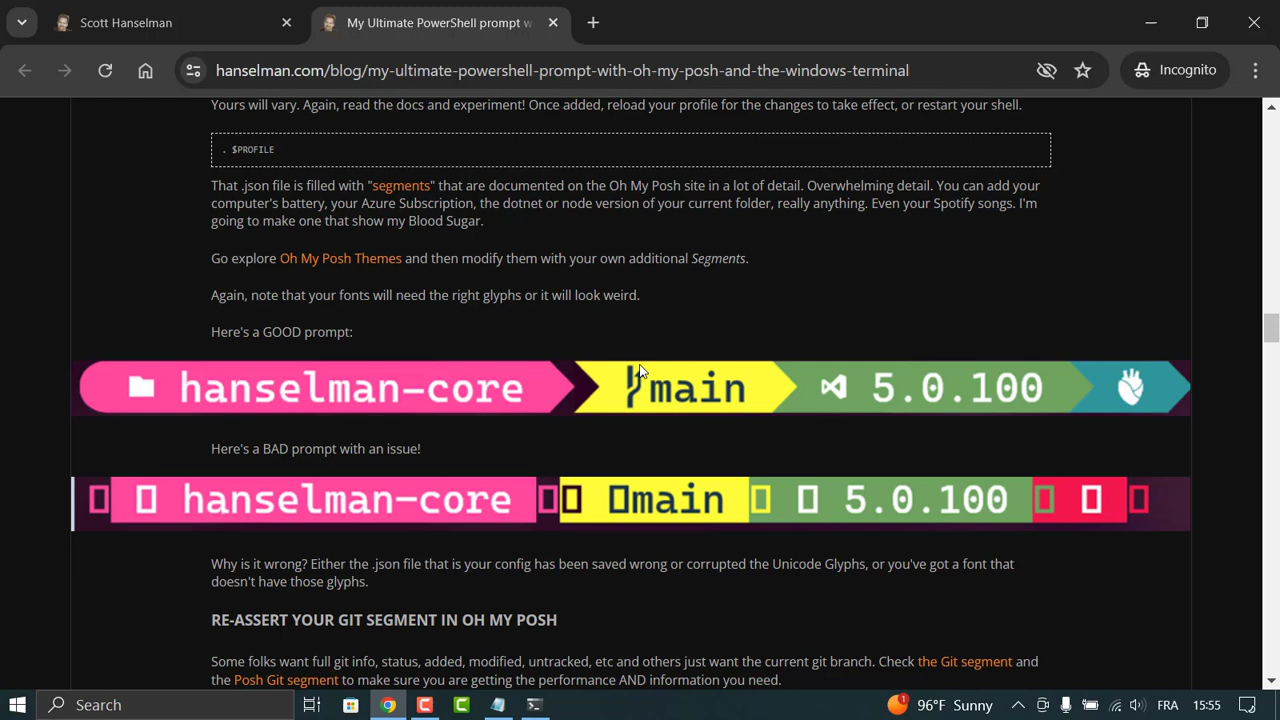 Scott Hanselman
My Ultimate PowerShell prompt w
hanselman.com/blog/my-ultimate-powershell-prompt-with-oh-my-posh-and-the-windows-terminal
Incognito
Yours will vary. Again, read the docs and experiment! Once added, reload your profile for the changes to take effect, or restart your shell.
. $PROFILE
That .json file is filled with "segments" that are documented on the Oh My Posh site in a lot of detail. Overwhelming detail. You can add your
computer's battery, your Azure Subscription, the dotnet or node version of your current folder, really anything. Even your Spotify songs. I'm
going to make one that show my Blood Sugar.
Go explore Oh My Posh Themes and then modify them with your own additional Segments.
Again, note that your fonts will need the right glyphs or it will look weird.
Here's a GOOD prompt:
hanselman-core main 5.0.100
Here's a BAD prompt with an issue!
hanselman-core main 5.0.100
Why is it wrong? Either the .json file that is your config has been saved wrong or corrupted the Unicode Glyphs, or you've got a font that
doesn't have those glyphs.
RE-ASSERT YOUR GIT SEGMENT IN OH MY POSH
Some folks want full git info, status, added, modified, untracked, etc and others just want the current git branch. Check the Git segment and
the Posh Git segment to make sure you are getting the performance AND information you need.
Search
1
96°F Sunny
FRA
15:55